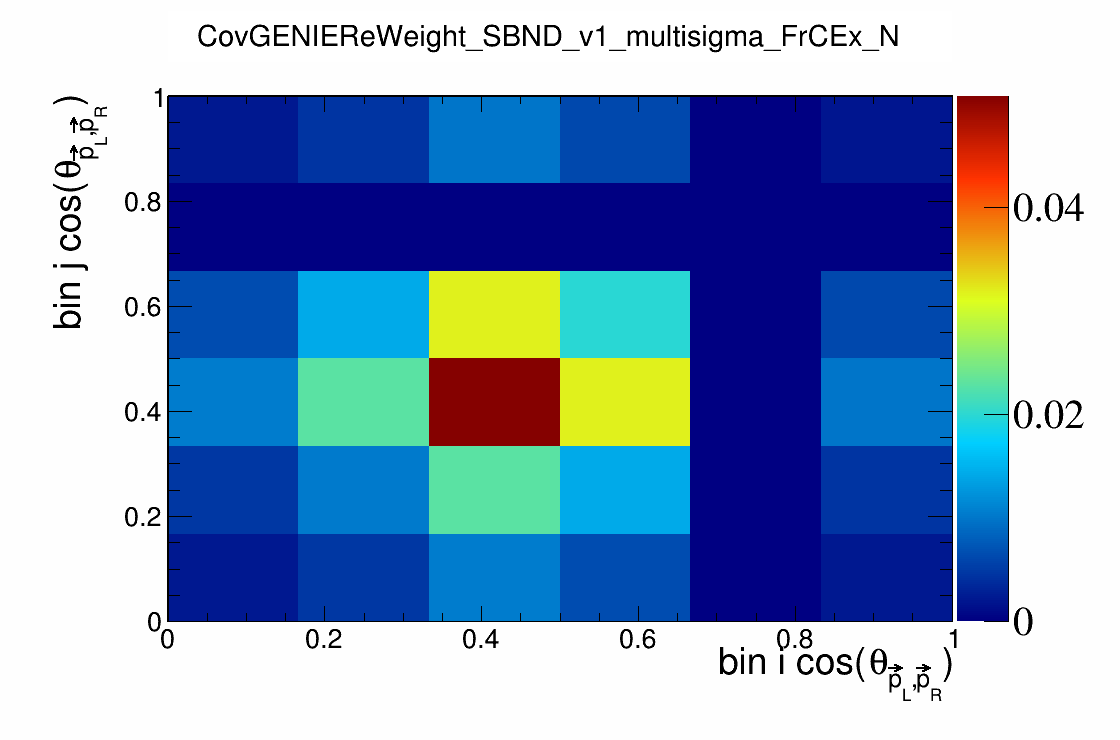 CovGENIEReWeight_SBND_v1_multisigma_FrCEx_N
bin j cos(θp⃗L,p⃗R)
1
0.8
0.6
0.4
0.2
0
0 0.2 0.4 0.6 0.8 1
bin i cos(θp⃗L,p⃗R)
0.04
0.02
0